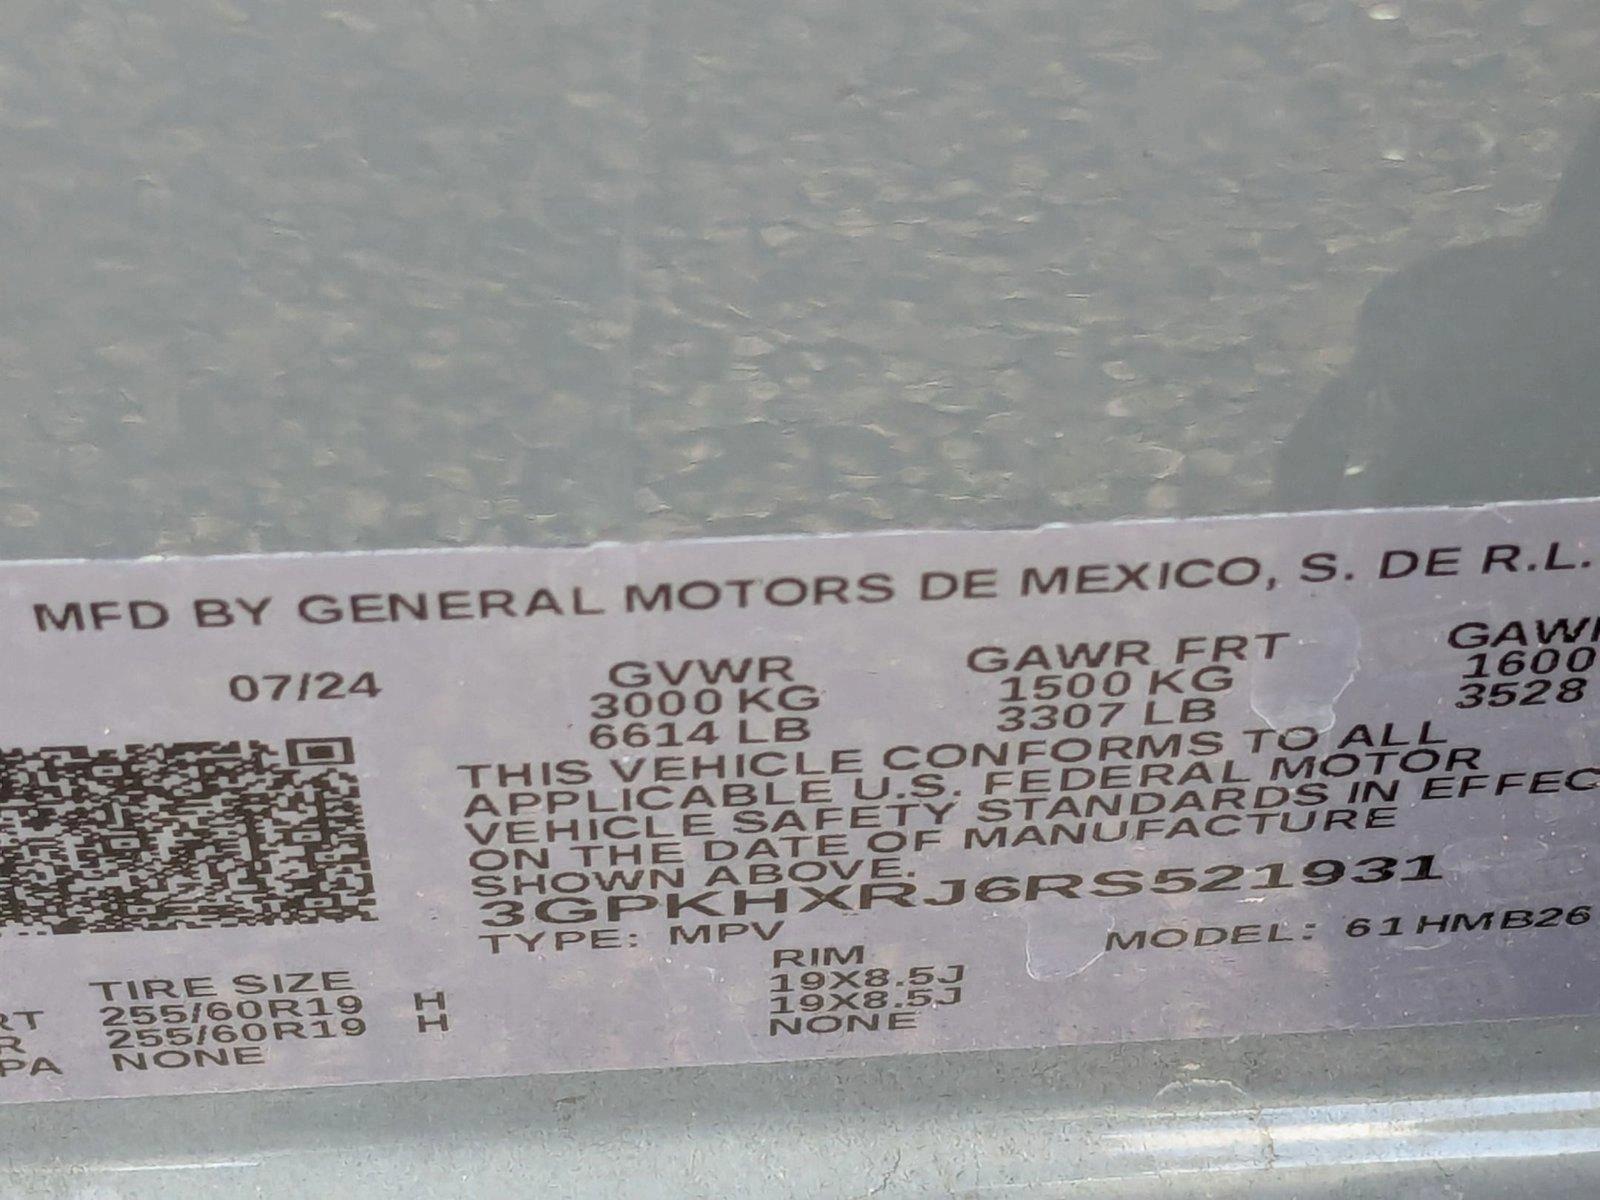 MFD BY GENERAL MOTORS DE MEXICO, S. DE R.L.
07/24
GVWR
3000 KG
6614 LB
GAWR FRT
1500 KG
3307 LB
GAWR
1600
3528
THIS VEHICLE CONFORMS TO ALL
APPLICABLE U.S. FEDERAL MOTOR
VEHICLE SAFETY STANDARDS IN EFFEC
ON THE DATE OF MANUFACTURE
SHOWN ABOVE.
3GPKHXRJ6RS521931
TYPE: MPV
MODEL: 61HMB26
TIRE SIZE
RIM
RT 255/60R19 H 19X8.5J
R 255/60R19 H 19X8.5J
PA NONE NONE